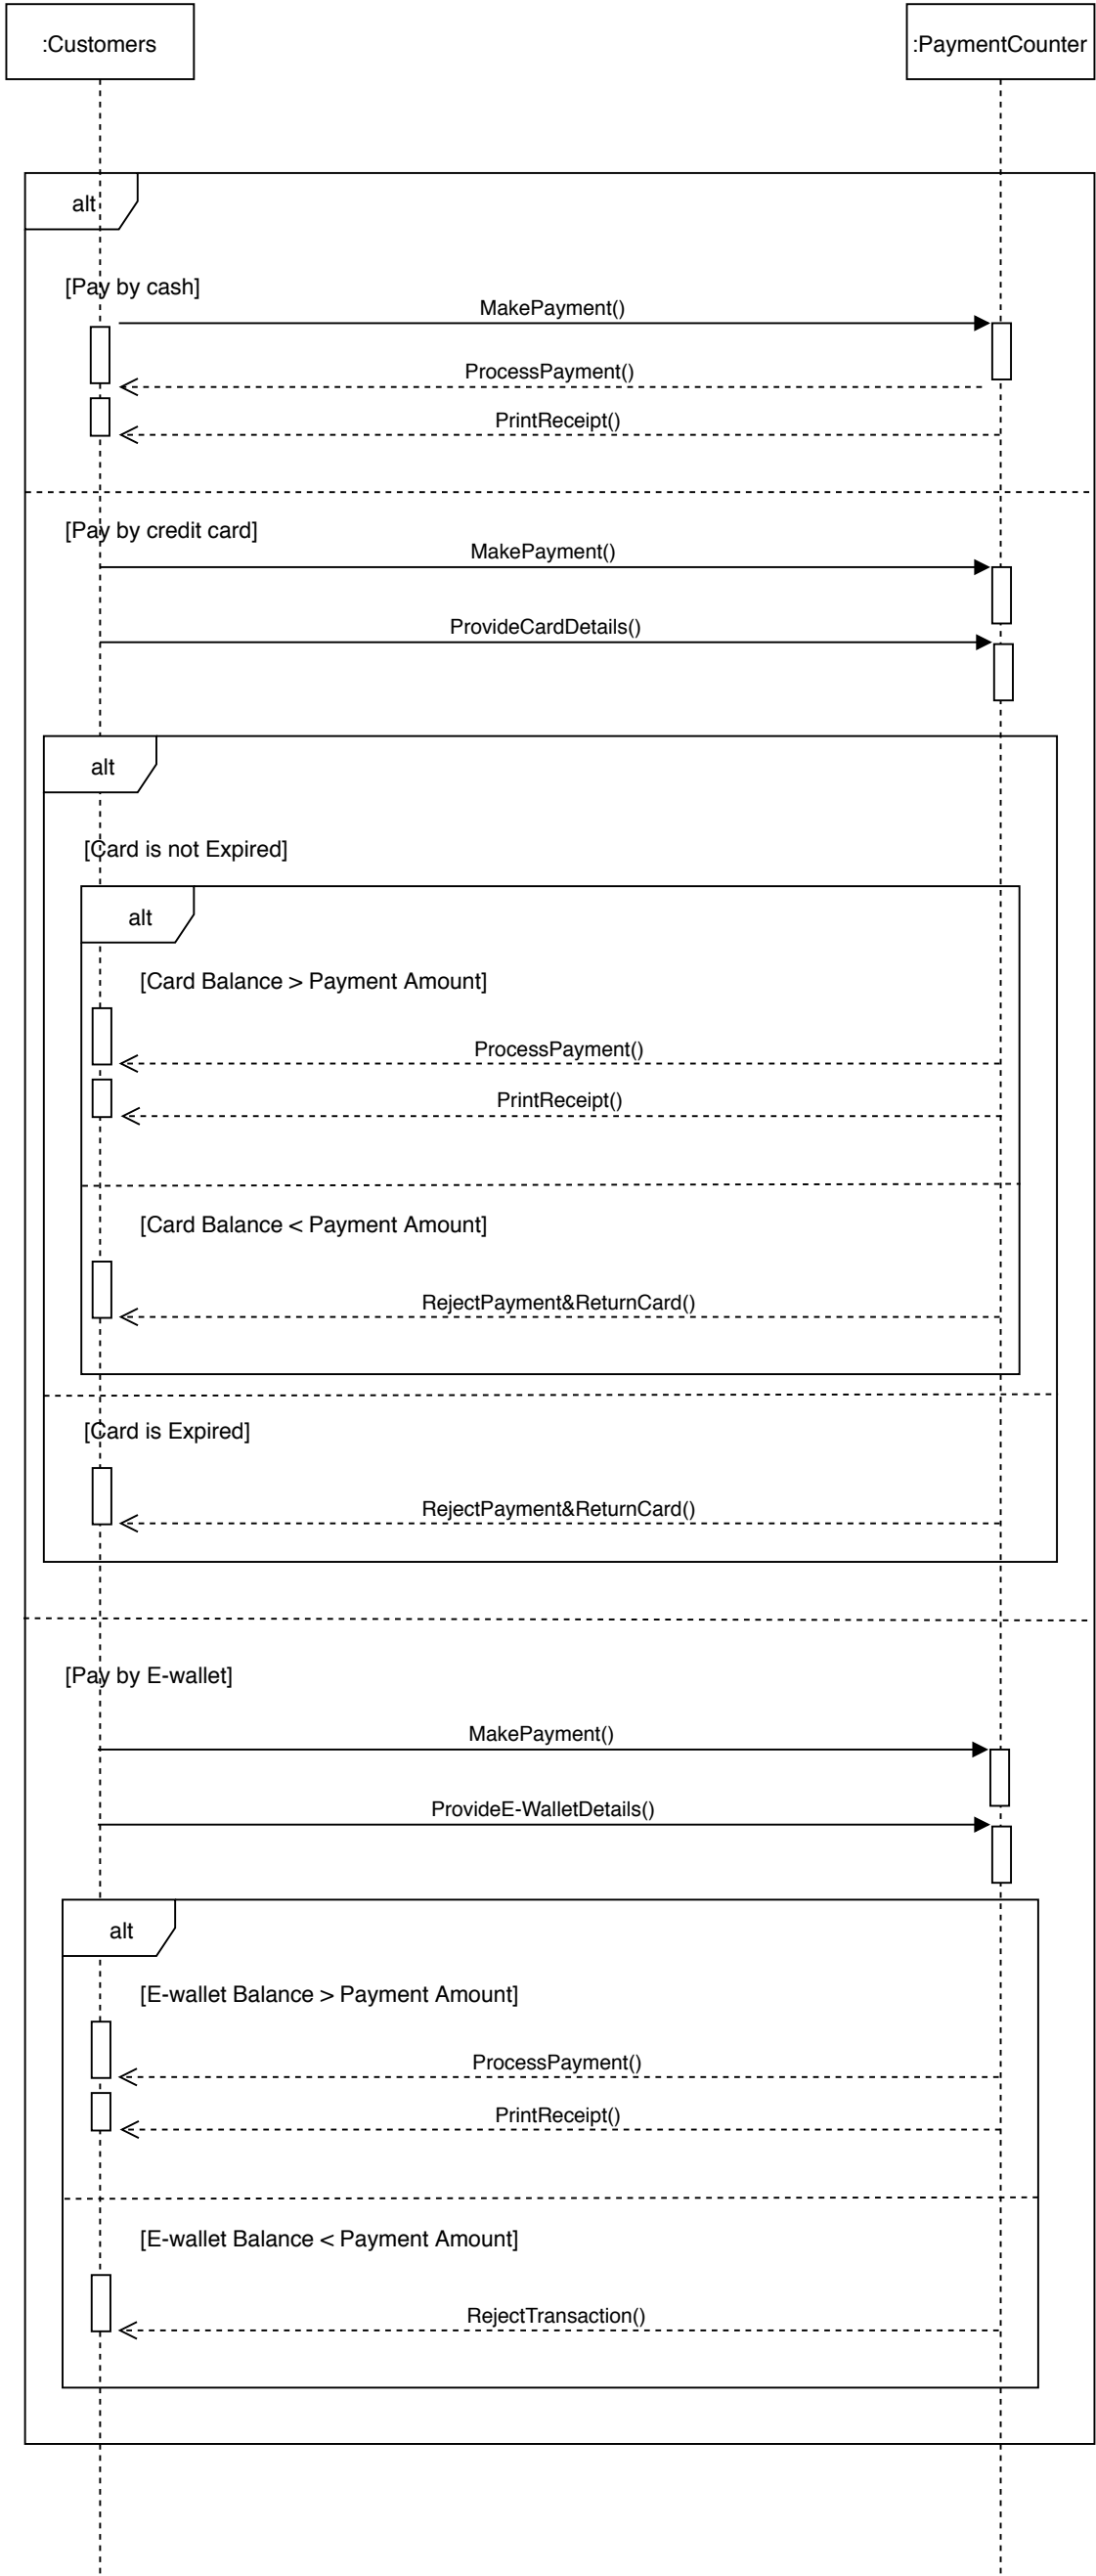 :Customers
:PaymentCounter
alt
[Pay by cash]
MakePayment()
ProcessPayment()
PrintReceipt()
[Pay by credit card]
MakePayment()
ProvideCardDetails()
alt
[Card is not Expired]
alt
[Card Balance > Payment Amount]
ProcessPayment()
PrintReceipt()
[Card Balance < Payment Amount]
RejectPayment&ReturnCard()
[Card is Expired]
RejectPayment&ReturnCard()
[Pay by E-wallet]
MakePayment()
ProvideE-WalletDetails()
alt
[E-wallet Balance > Payment Amount]
ProcessPayment()
PrintReceipt()
[E-wallet Balance < Payment Amount]
RejectTransaction()